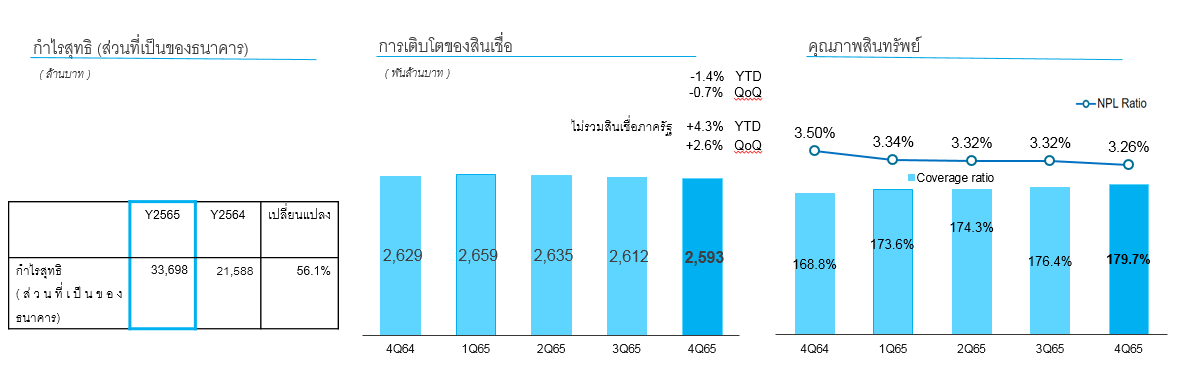 กำไรสุทธิ (ส่วนที่เป็นของธนาคาร)
( ล้านบาท )
Y2565 Y2564 เปลี่ยนแปลง
กำไรสุทธิ 33,698 21,588 56.1%
(ส่วนที่เป็นของ
ธนาคาร)
การเติบโตของสินเชื่อ
( พันล้านบาท )
-1.4% YTD
-0.7% QoQ
ไม่รวมสินเชื่อภาครัฐ +4.3% YTD
+2.6% QoQ
2,629 2,659 2,635 2,612 2,593
4Q64 1Q65 2Q65 3Q65 4Q65
คุณภาพสินทรัพย์
NPL Ratio
3.50% 3.34% 3.32% 3.32% 3.26%
Coverage ratio
168.8% 173.6% 174.3% 176.4% 179.7%
4Q64 1Q65 2Q65 3Q65 4Q65